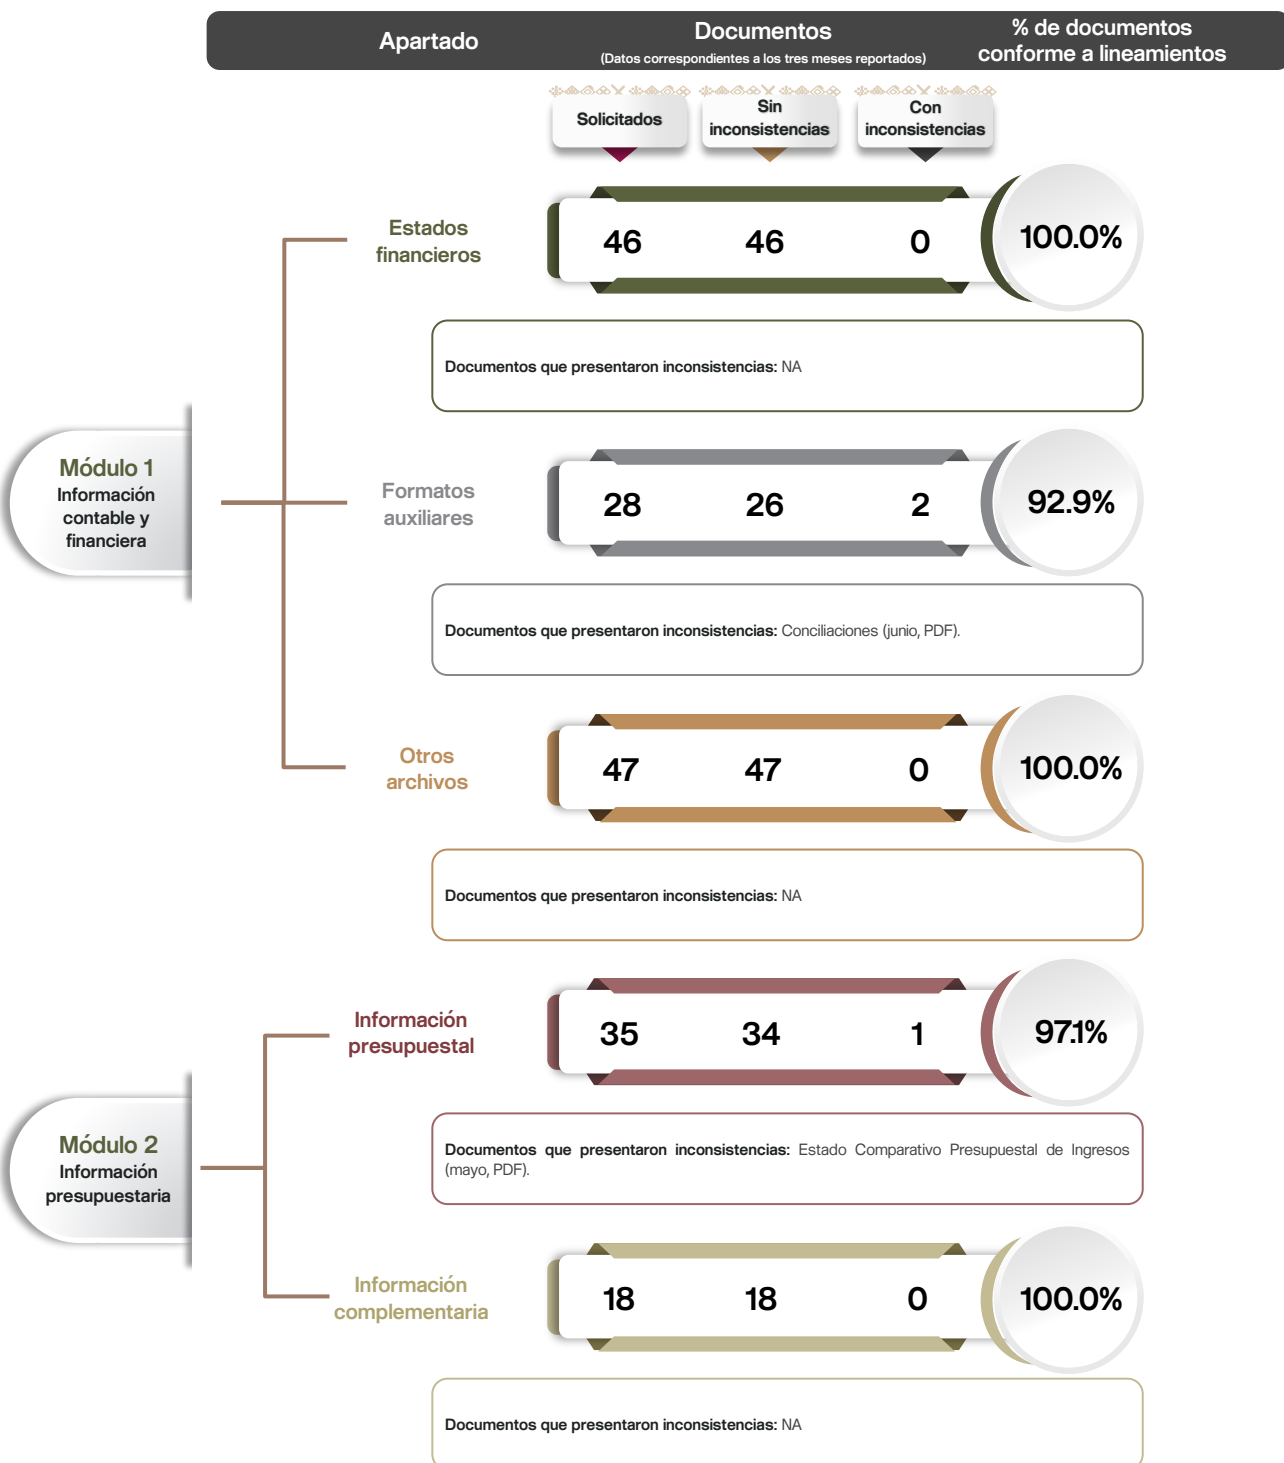 Apartado
Documentos
(Datos correspondientes a los tres meses reportados)
% de documentos
conforme a lineamientos
Solicitados
Sin
inconsistencias
Con
inconsistencias
Módulo 1
Información
contable y
financiera
Estados
financieros
46 46 0 100.0%
Documentos que presentaron inconsistencias: NA
Formatos
auxiliares
28 26 2 92.9%
Documentos que presentaron inconsistencias: Conciliaciones (junio, PDF).
Otros
archivos
47 47 0 100.0%
Documentos que presentaron inconsistencias: NA
Módulo 2
Información
presupuestaria
Información
presupuestal
35 34 1 97.1%
Documentos que presentaron inconsistencias: Estado Comparativo Presupuestal de Ingresos
(mayo, PDF).
Información
complementaria
18 18 0 100.0%
Documentos que presentaron inconsistencias: NA